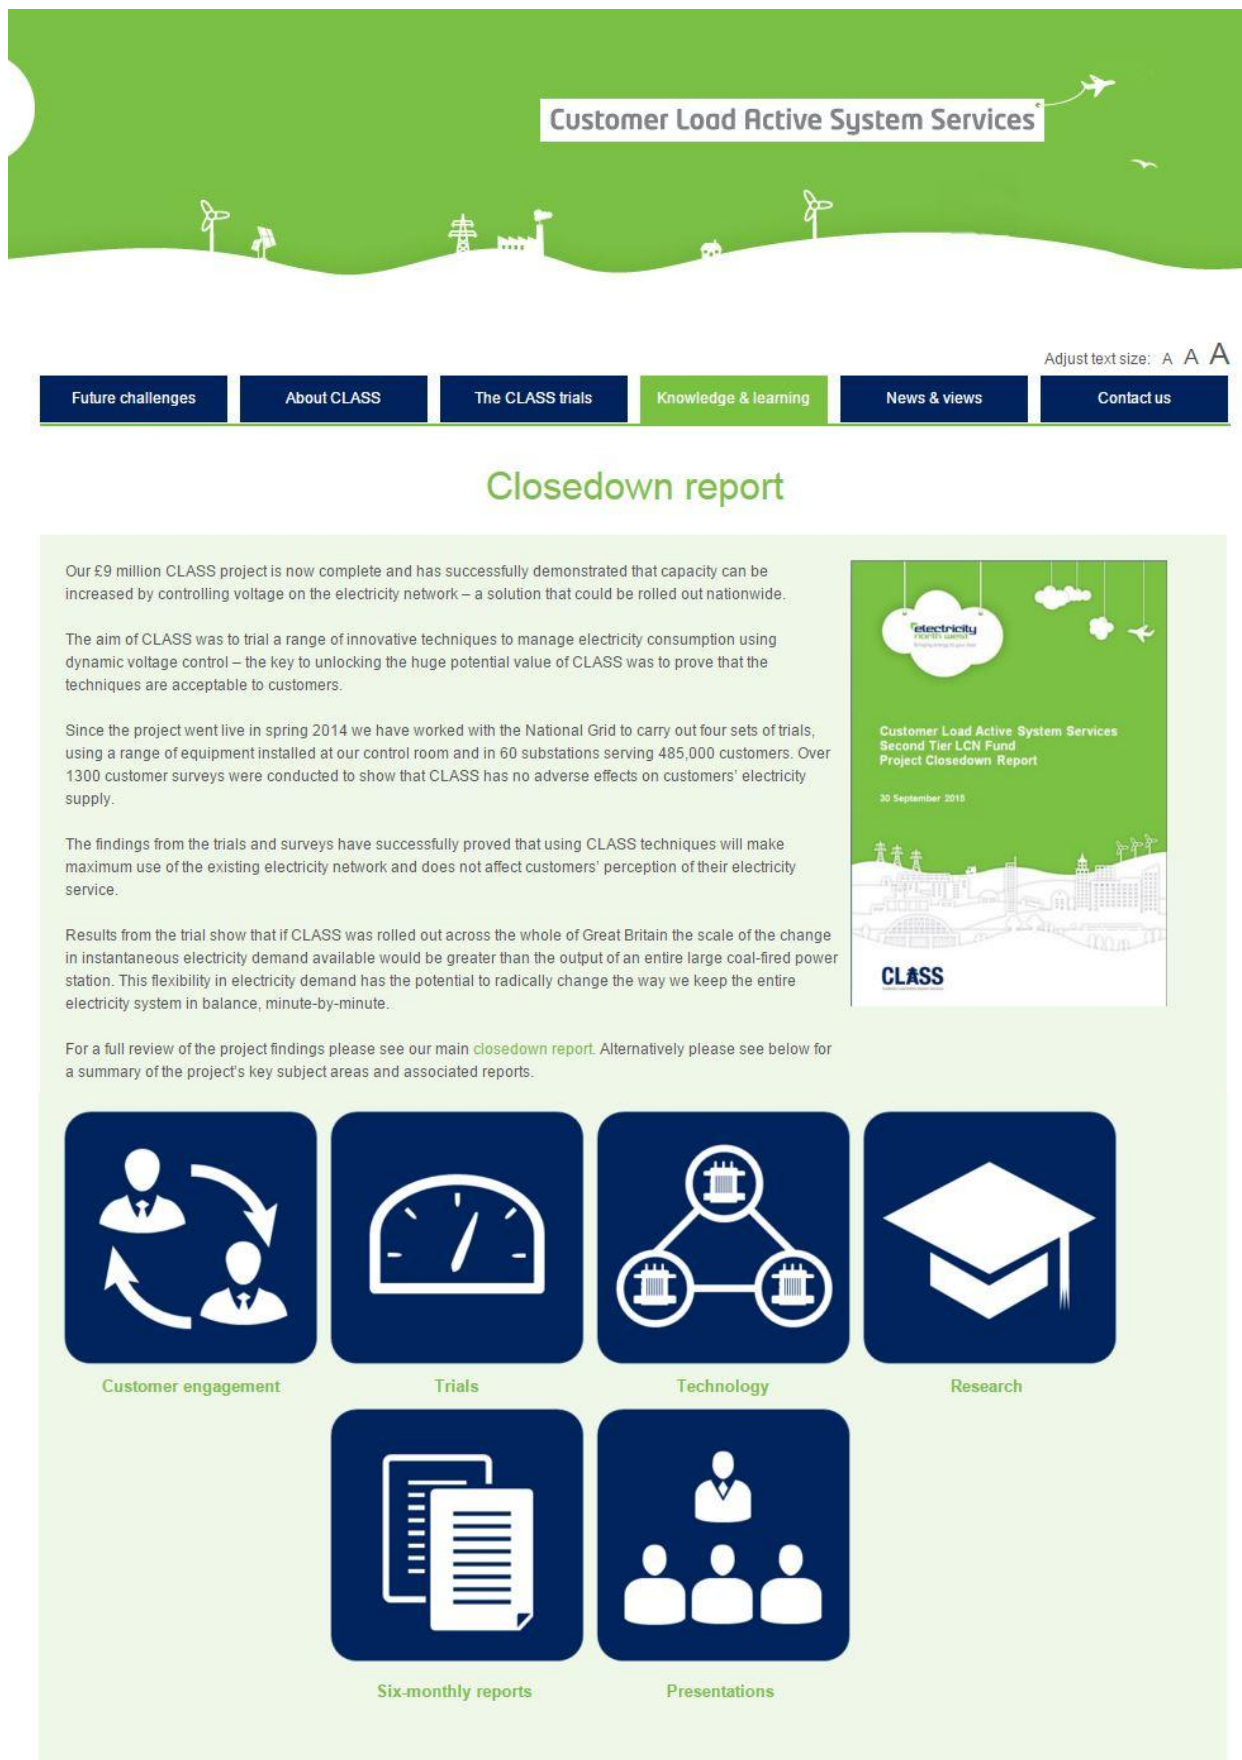 Customer Load Active System Services
Adjust text size: A A A
Future challenges
About CLASS
The CLASS trials
Knowledge & learning
News & views
Contact us
Closedown report
Our £9 million CLASS project is now complete and has successfully demonstrated that capacity can be
increased by controlling voltage on the electricity network – a solution that could be rolled out nationwide.
The aim of CLASS was to trial a range of innovative techniques to manage electricity consumption using
dynamic voltage control – the key to unlocking the huge potential value of CLASS was to prove that the
techniques are acceptable to customers.
Since the project went live in spring 2014 we have worked with the National Grid to carry out four sets of trials,
using a range of equipment installed at our control room and in 60 substations serving 485,000 customers. Over
1300 customer surveys were conducted to show that CLASS has no adverse effects on customers' electricity
supply.
The findings from the trials and surveys have successfully proved that using CLASS techniques will make
maximum use of the existing electricity network and does not affect customers' perception of their electricity
service.
Results from the trial show that if CLASS was rolled out across the whole of Great Britain the scale of the change
in instantaneous electricity demand available would be greater than the output of an entire large coal-fired power
station. This flexibility in electricity demand has the potential to radically change the way we keep the entire
electricity system in balance, minute-by-minute.
For a full review of the project findings please see our main closedown report. Alternatively please see below for
a summary of the project's key subject areas and associated reports.
electricity
north west
Bringing energy to your door
Customer Load Active System Services
Second Tier LCN Fund
Project Closedown Report
30 September 2015
CLASS
Customer engagement
Trials
Technology
Research
Six-monthly reports
Presentations